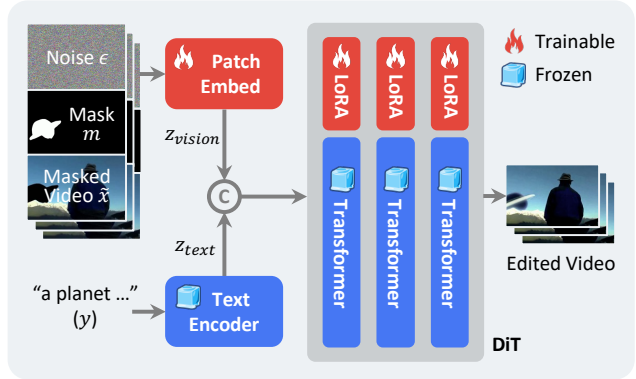 Noise ϵ
Mask
m
Masked
Video x̃
"a planet ..."
(y)
Patch
Embed
z_vision
C
z_text
Text
Encoder
LoRA
LoRA
LoRA
Transformer
Transformer
Transformer
DiT
Trainable
Frozen
Edited Video